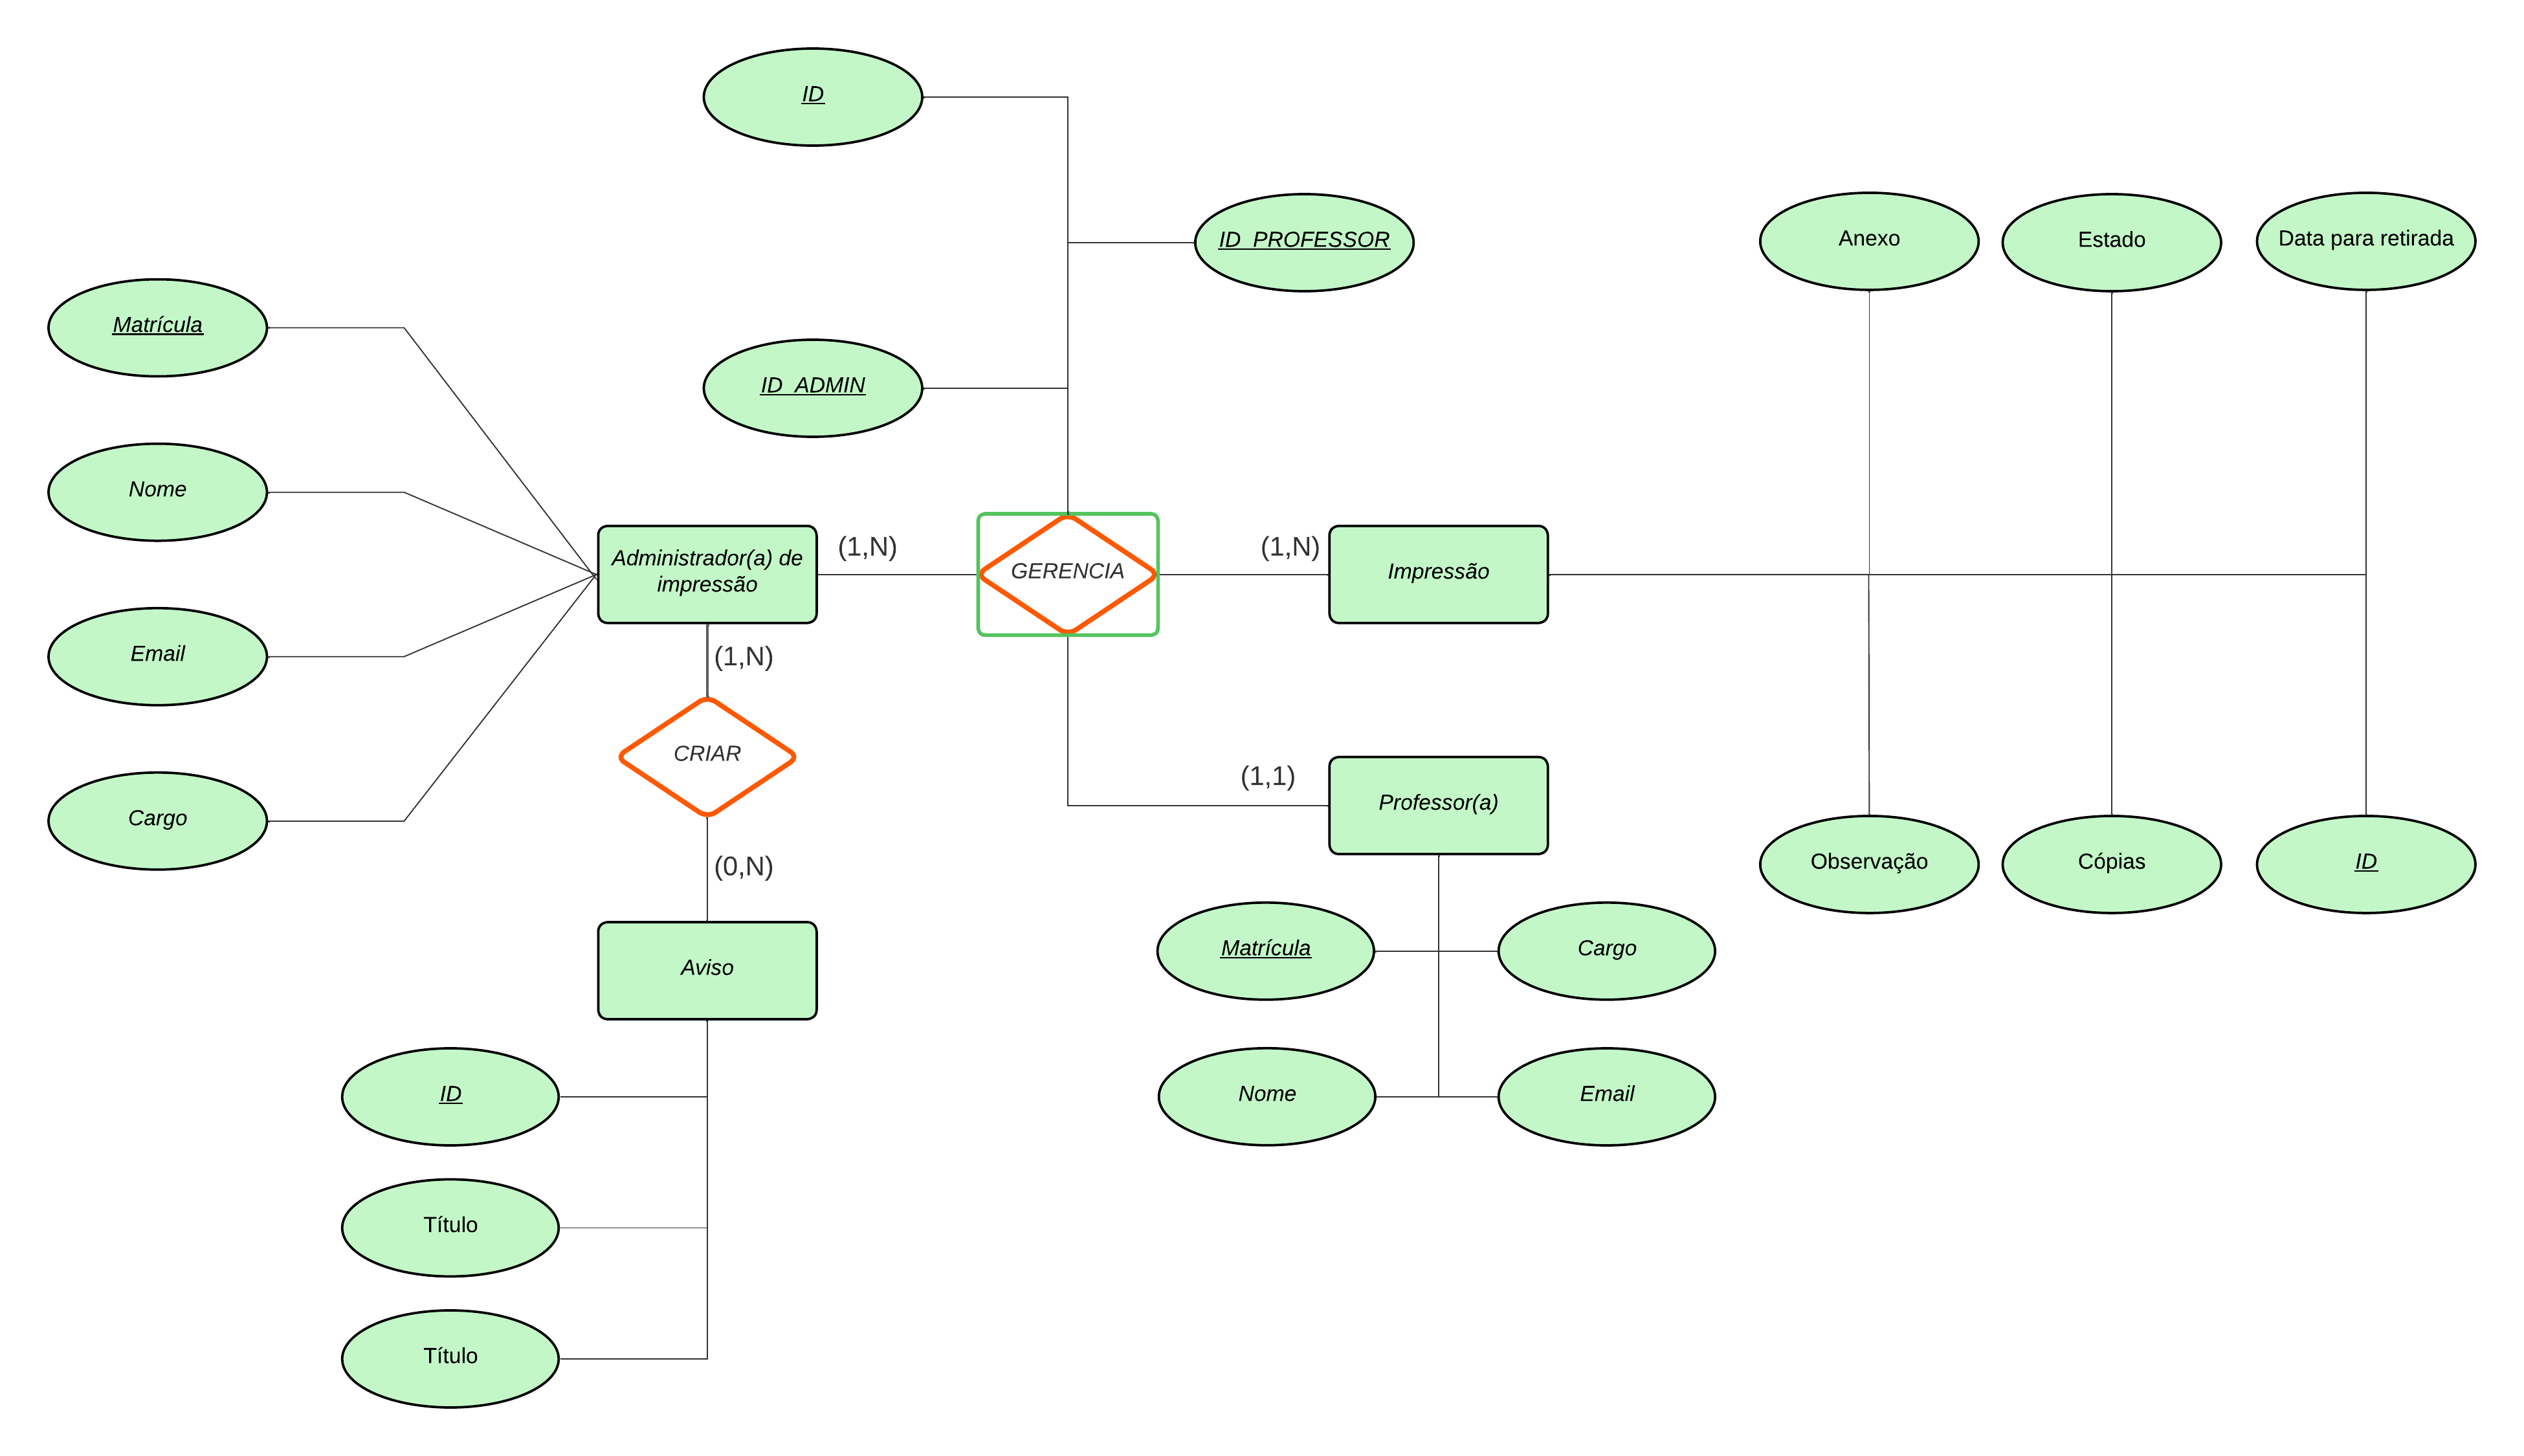 ID
ID_PROFESSOR
Anexo
Estado
Data para retirada
Matrícula
ID_ADMIN
Nome
Administrador(a) de
impressão
(1,N)
GERENCIA
(1,N)
Impressão
Email
(1,N)
CRIAR
(1,1)
Professor(a)
Cargo
(0,N)
Observação
Cópias
ID
Aviso
Matrícula
Cargo
ID
Nome
Email
Título
Título